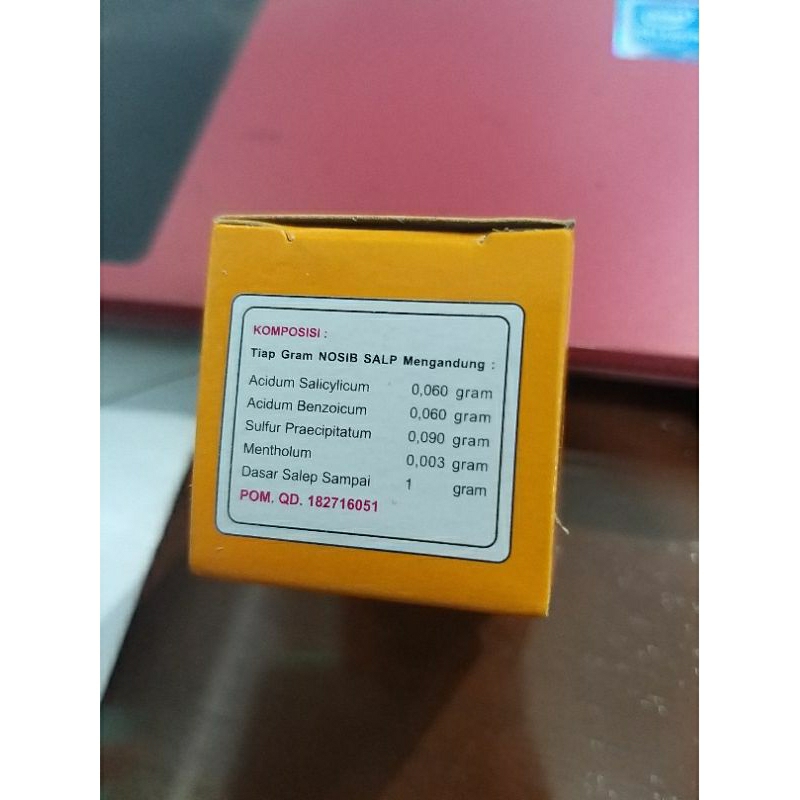 KOMPOSISI :
Tiap Gram NOSIB SALP Mengandung :
Acidum Salicylicum 0,060 gram
Acidum Benzoicum 0,060 gram
Sulfur Praecipitatum 0,090 gram
Mentholum 0,003 gram
Dasar Salep Sampai 1 gram
POM. QD. 182716051